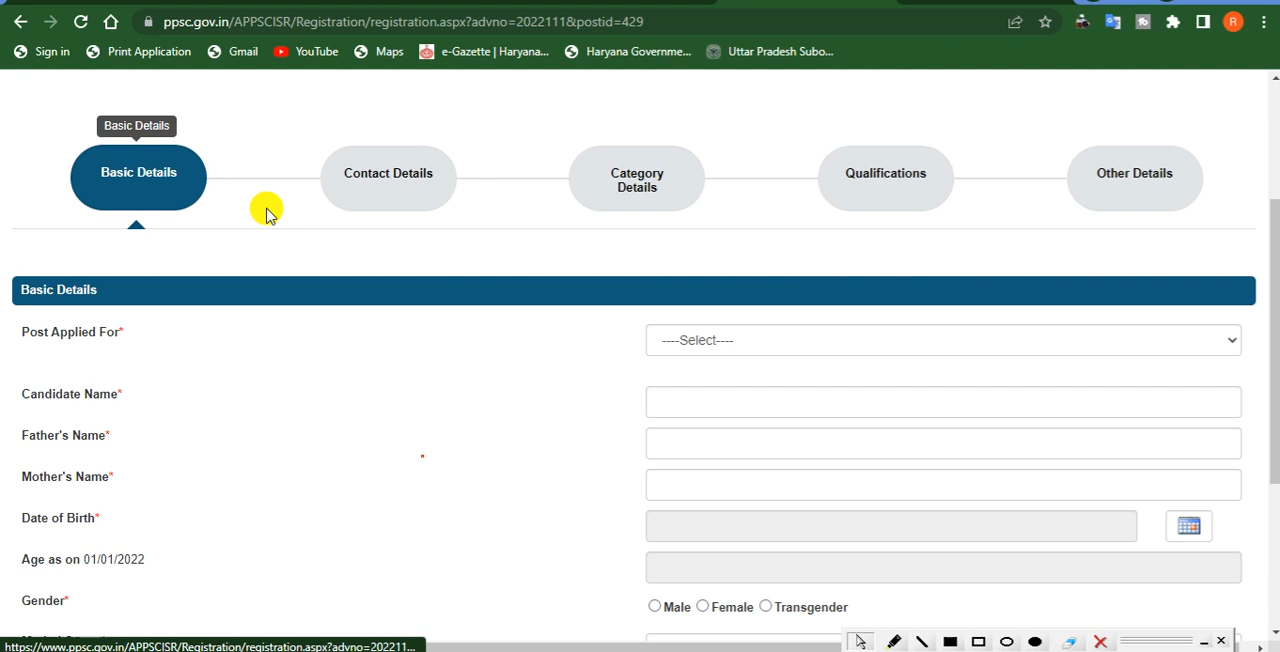 ppsc.gov.in/APPSCISR/Registration/registration.aspx?advno=2022111&postid=429
R
Sign in Print Application Gmail YouTube Maps e-Gazette | Haryana... Haryana Governme... Uttar Pradesh Subo...
Basic Details
Basic Details Contact Details Category Details Qualifications Other Details
Basic Details
Post Applied For* ----Select----
Candidate Name*
Father's Name*
Mother's Name*
Date of Birth*
Age as on 01/01/2022
Gender* Male Female Transgender
https://www.ppsc.gov.in/APPSCISR/Registration/registration.aspx?advno=202211...